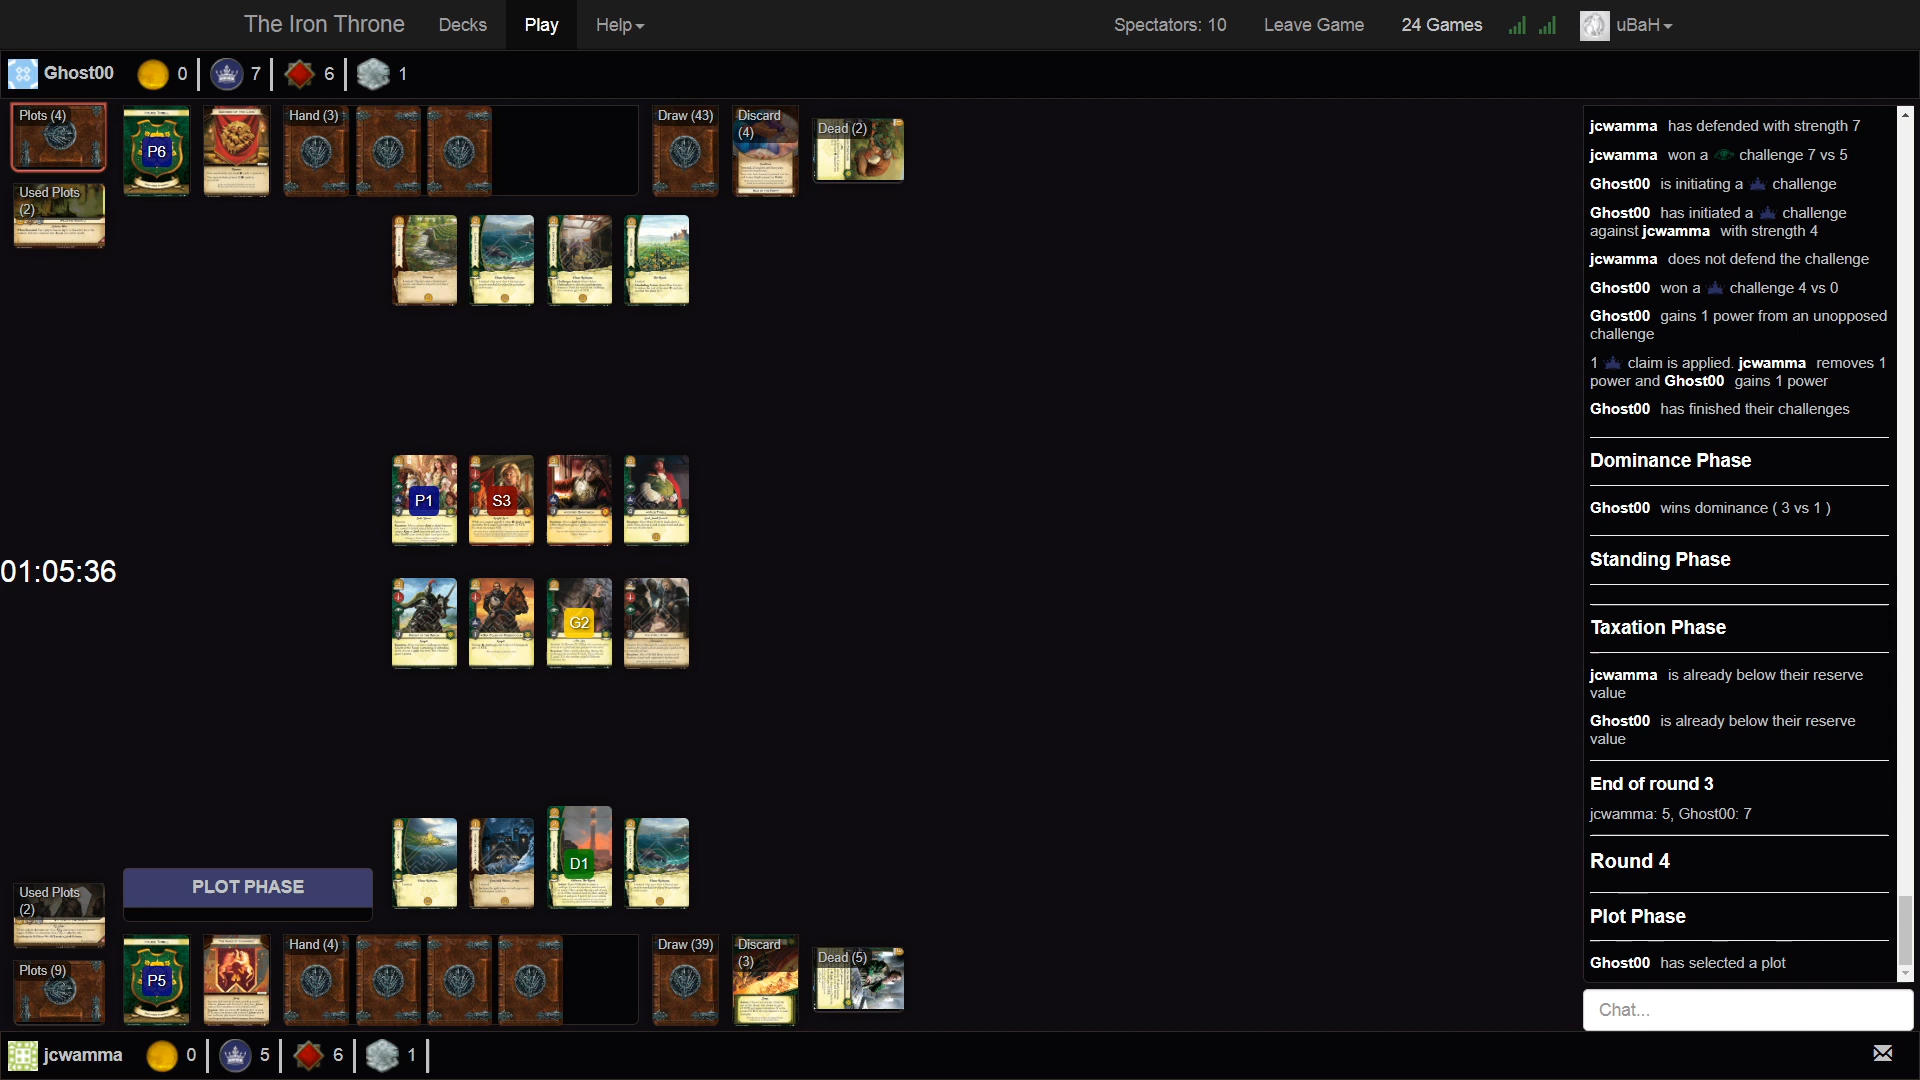 The Iron Throne
Decks
Play
Help
Spectators: 10
Leave Game
24 Games
uBaH
Ghost00
0
7
6
1
Plots (4)
P6
Hand (3)
Draw (43)
Discard
(4)
Dead (2)
Used Plots
(2)
P1
S3
01:05:36
G2
D1
PLOT PHASE
Used Plots
(2)
Plots (9)
P5
Hand (4)
Draw (39)
Discard
(3)
Dead (5)
jcwamma
0
5
6
1
jcwamma has defended with strength 7
jcwamma won a challenge 7 vs 5
Ghost00 is initiating a challenge
Ghost00 has initiated a challenge
against jcwamma with strength 4
jcwamma does not defend the challenge
Ghost00 won a challenge 4 vs 0
Ghost00 gains 1 power from an unopposed
challenge
1 claim is applied. jcwamma removes 1
power and Ghost00 gains 1 power
Ghost00 has finished their challenges
Dominance Phase
Ghost00 wins dominance ( 3 vs 1 )
Standing Phase
Taxation Phase
jcwamma is already below their reserve
value
Ghost00 is already below their reserve
value
End of round 3
jcwamma: 5, Ghost00: 7
Round 4
Plot Phase
Ghost00 has selected a plot
Chat...